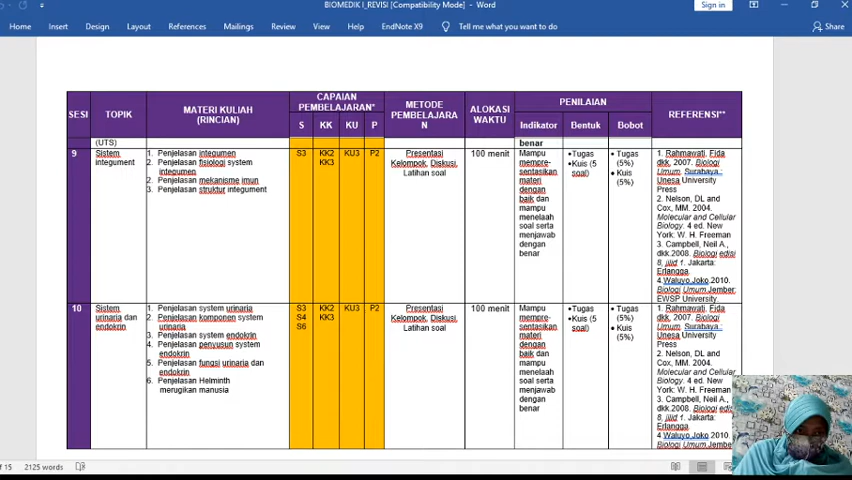 BIOMEDIK I_REVISI [Compatibility Mode] - Word
Sign in
Home Insert Design Layout References Mailings Review View Help EndNote X9 Tell me what you want to do Share
SESI TOPIK MATERI KULIAH (RINCIAN) CAPAIAN PEMBELAJARAN* METODE PEMBELAJARA N ALOKASI WAKTU PENILAIAN REFERENSI**
S KK KU P Indikator Bentuk Bobot
(UTS) benar
9
Sistem
integument
1. Penjelasan integumen
2. Penjelasan fisiologi system
integumen
2. Penjelasan mekanisme imun
3. Penjelasan struktur integument
S3
KK2
KK3
KU3
P2
Presentasi
Kelompok, Diskusi,
Latihan soal
100 menit
Mampu
mempre-
sentasikan
materi
dengan
baik dan
mampu
menelaah
soal serta
menjawab
dengan
benar
•Tugas
•Kuis (5
soal)
• Tugas
(5%)
• Kuis
(5%)
1. Rahmawati, Fida
dkk. 2007. Biologi
Umum. Surabaya :
Unesa University
Press
2. Nelson, DL and
Cox, MM. 2004.
Molecular and Cellular
Biology. 4 ed. New
York: W. H. Freeman
3. Campbell, Neil A.,
dkk.2008. Biologi edisi
8, jilid 1. Jakarta:
Erlangga.
4.Waluyo.Joko.2010.
Biologi Umum.Jember:
EWSP University.
10
Sistem
urinaria dan
endokrin
1. Penjelasan system urinaria
2. Penjelasan komponen system
urinaria
3. Penjelasan system endokrin
4. Penjelasan penyusun system
endokrin
5. Penjelasan fungsi urinaria dan
endokrin
6. Penjelasan Helminth
merugikan manusia
S3
S4
S6
KK2
KK3
KU3
P2
Presentasi
Kelompok, Diskusi,
Latihan soal
100 menit
Mampu
mempre-
sentasikan
materi
dengan
baik dan
mampu
menelaah
soal serta
menjawab
dengan
benar
•Tugas
•Kuis (5
soal)
• Tugas
(5%)
• Kuis
(5%)
1. Rahmawati, Fida
dkk. 2007. Biologi
Umum. Surabaya :
Unesa University
Press
2. Nelson, DL and
Cox, MM. 2004.
Molecular and Cellular
Biology. 4 ed. New
York: W. H. Freeman
3. Campbell, Neil A.,
dkk.2008. Biologi edisi
8, jilid 1. Jakarta:
Erlangga.
4.Waluyo.Joko.2010.
Biologi Umum.Jember
of 15 2125 words